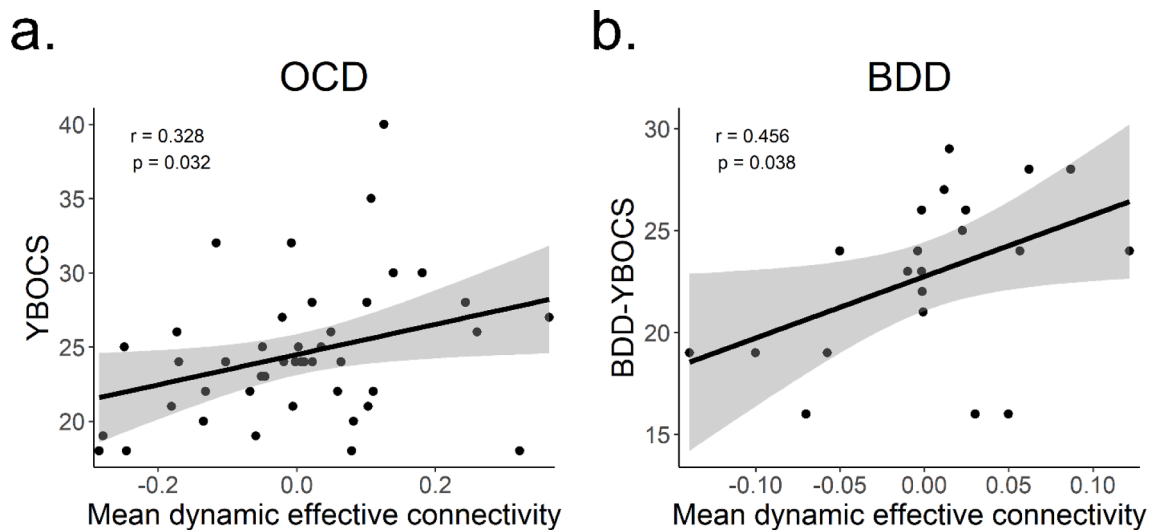 a.
OCD
r = 0.328
p = 0.032
YBOCS
40
35
30
25
20
-0.2
0.0
0.2
Mean dynamic effective connectivity
b.
BDD
r = 0.456
p = 0.038
BDD-YBOCS
30
25
20
15
-0.10
-0.05
0.00
0.05
0.10
Mean dynamic effective connectivity